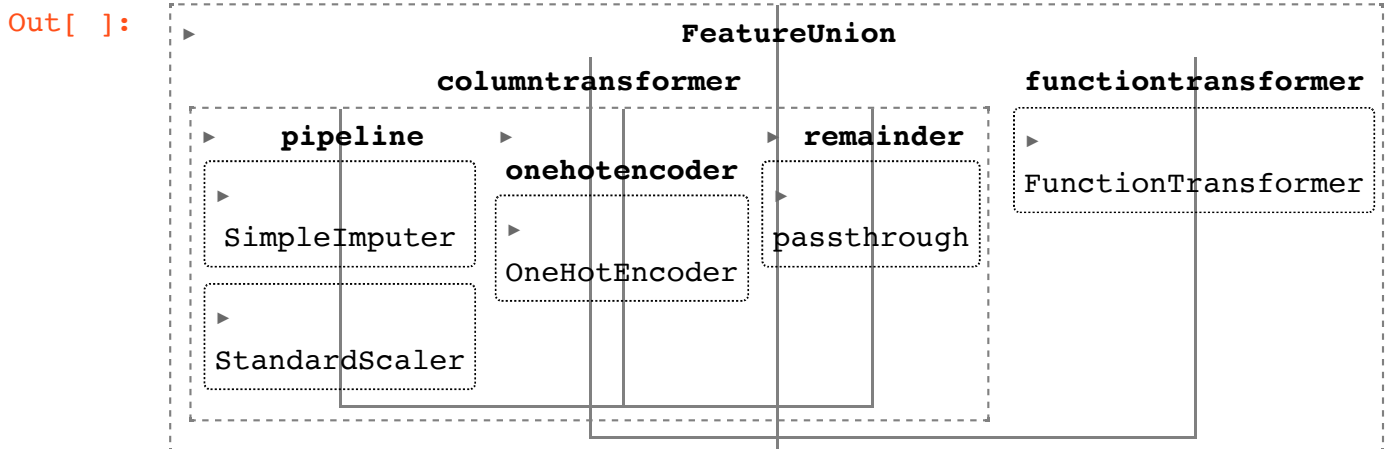 Out[ ]:
FeatureUnion
columntransformer functiontransformer
pipeline remainder
onehotencoder
FunctionTransformer
SimpleImputer passthrough
OneHotEncoder
StandardScaler